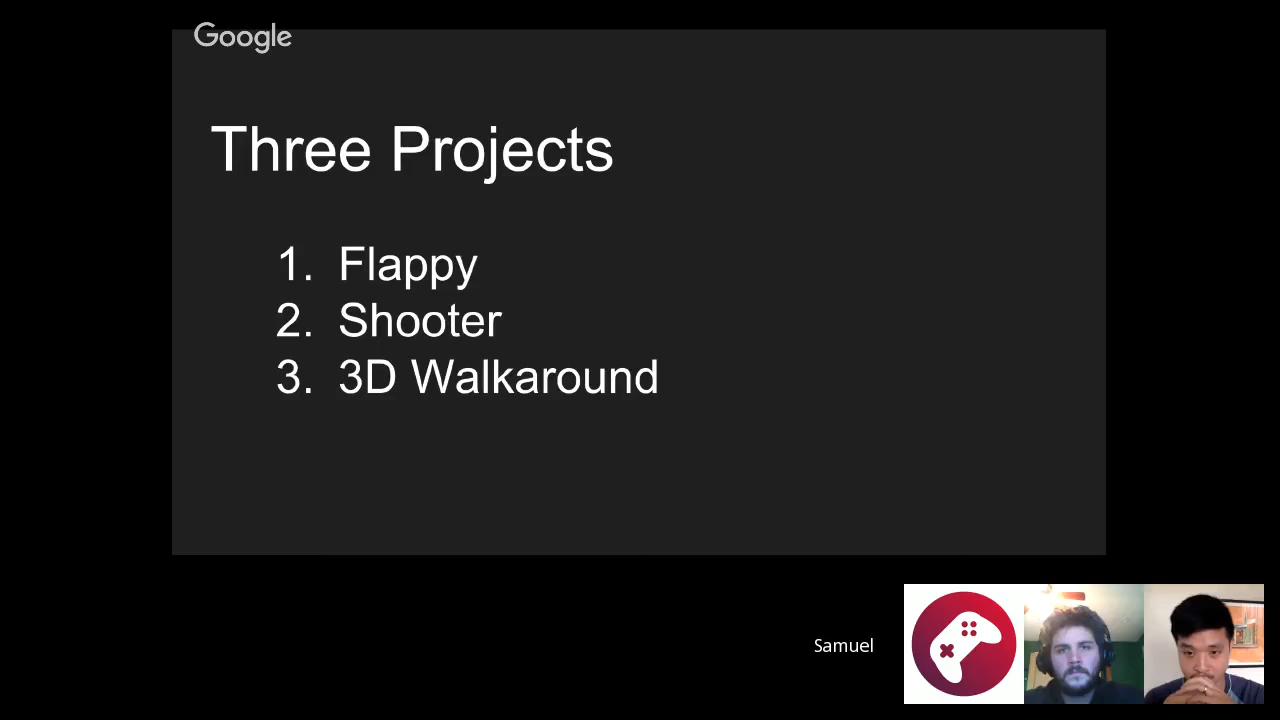 Google
Three Projects
1. Flappy
2. Shooter
3. 3D Walkaround
Samuel